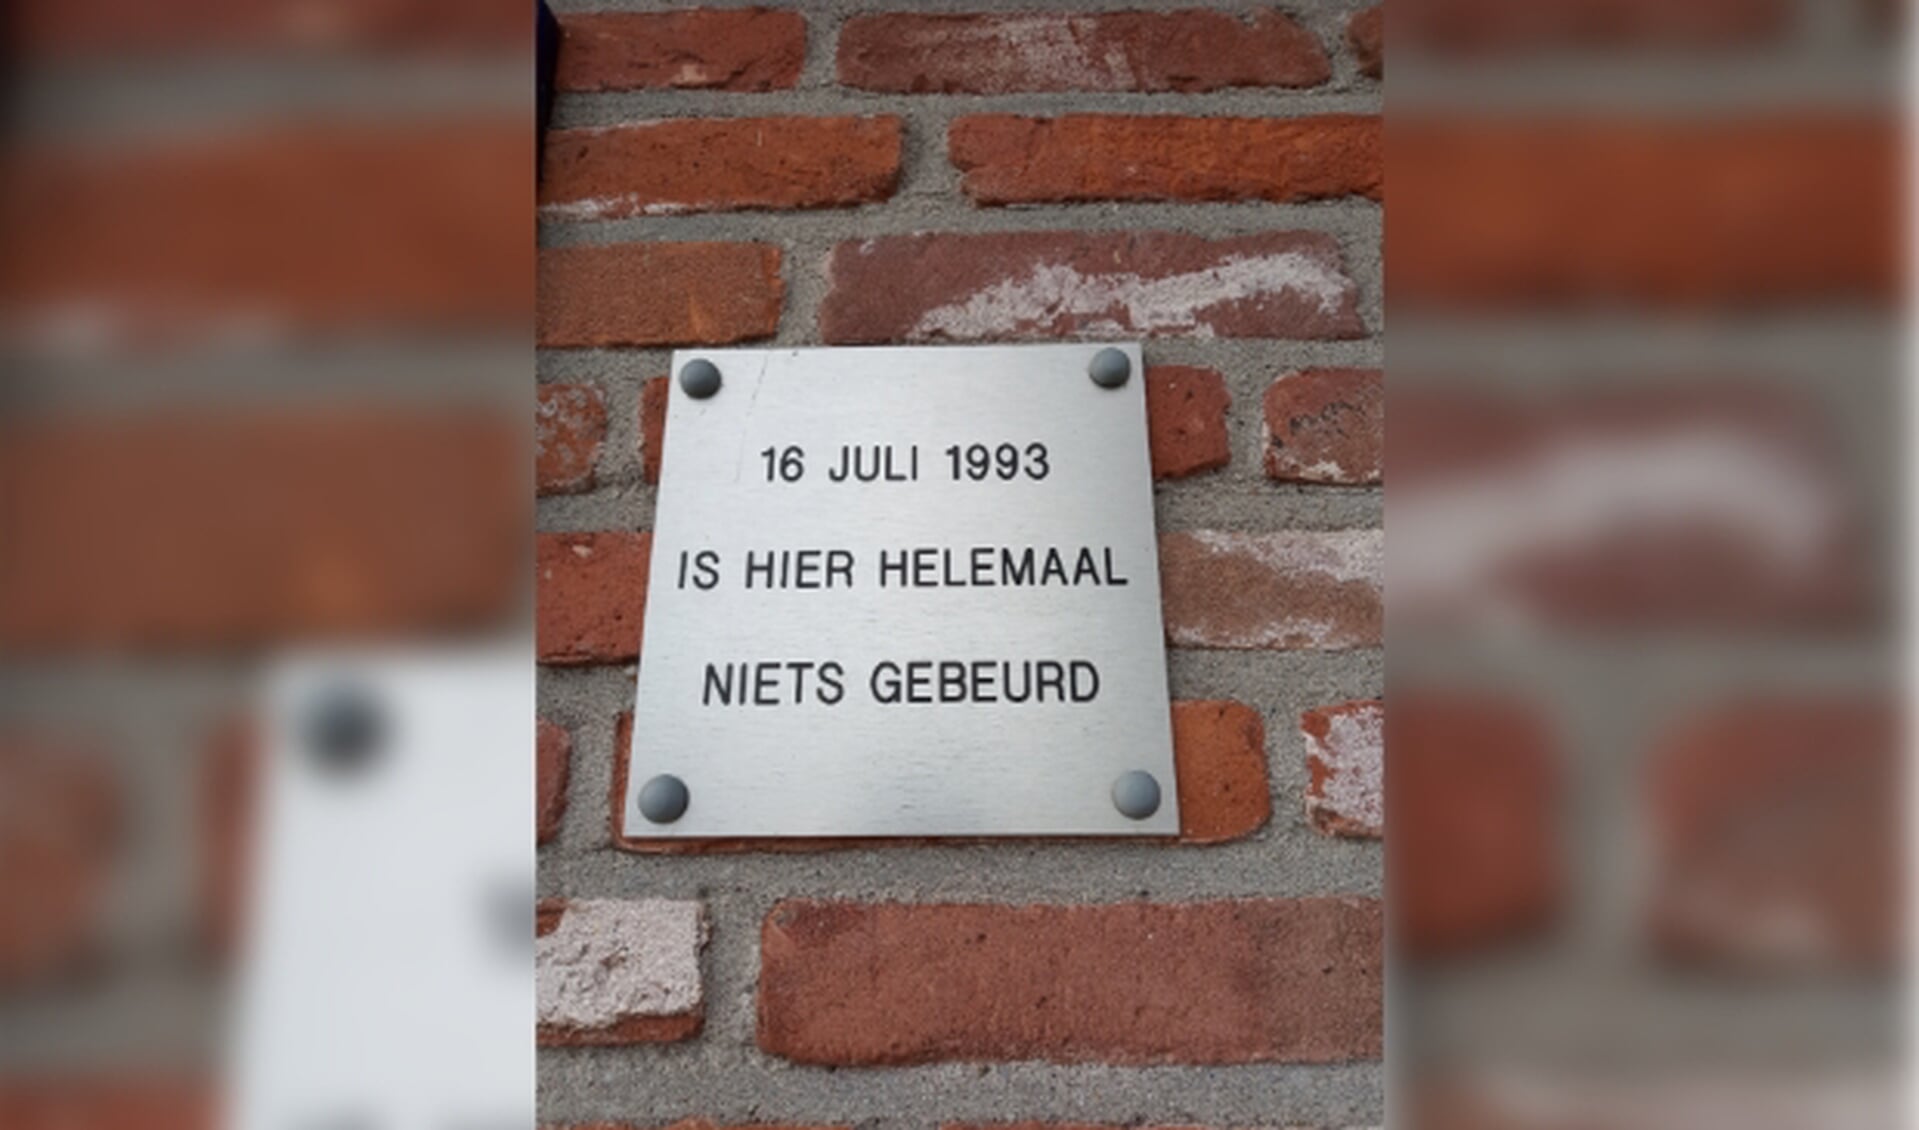 16 JULI 1993
IS HIER HELEMAAL
NIETS GEBEURD